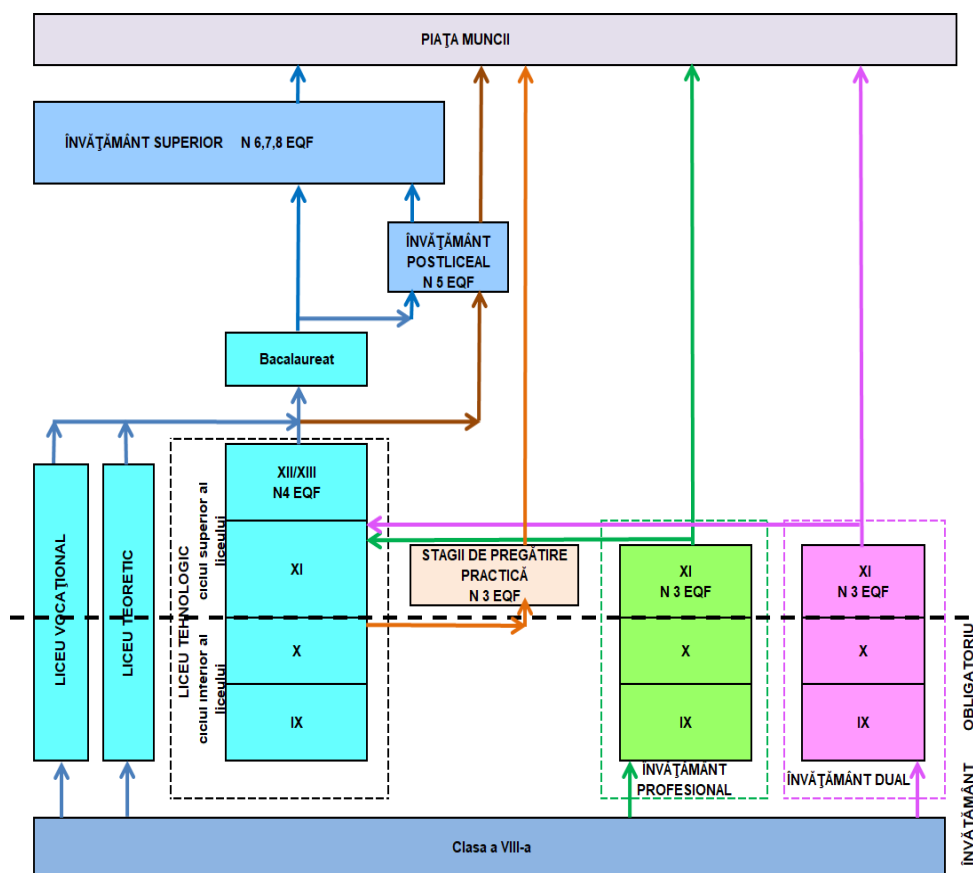 PIAŢA MUNCII
ÎNVĂŢĂMÂNT SUPERIOR N 6,7,8 EQF
ÎNVĂŢĂMÂNT
POSTLICEAL
N 5 EQF
Bacalaureat
LICEU VOCAŢIONAL
LICEU TEORETIC
LICEU TEHNOLOGIC
ciclul superior al
liceului
ciclul inferior al
liceului
XII/XIII
N4 EQF
XI
X
IX
STAGII DE PREGĂTIRE
PRACTICĂ
N 3 EQF
XI
N 3 EQF
X
IX
ÎNVĂŢĂMÂNT
PROFESIONAL
XI
N 3 EQF
X
IX
ÎNVĂŢĂMÂNT DUAL
ÎNVĂŢĂMÂNT OBLIGATORIU
Clasa a VIII-a